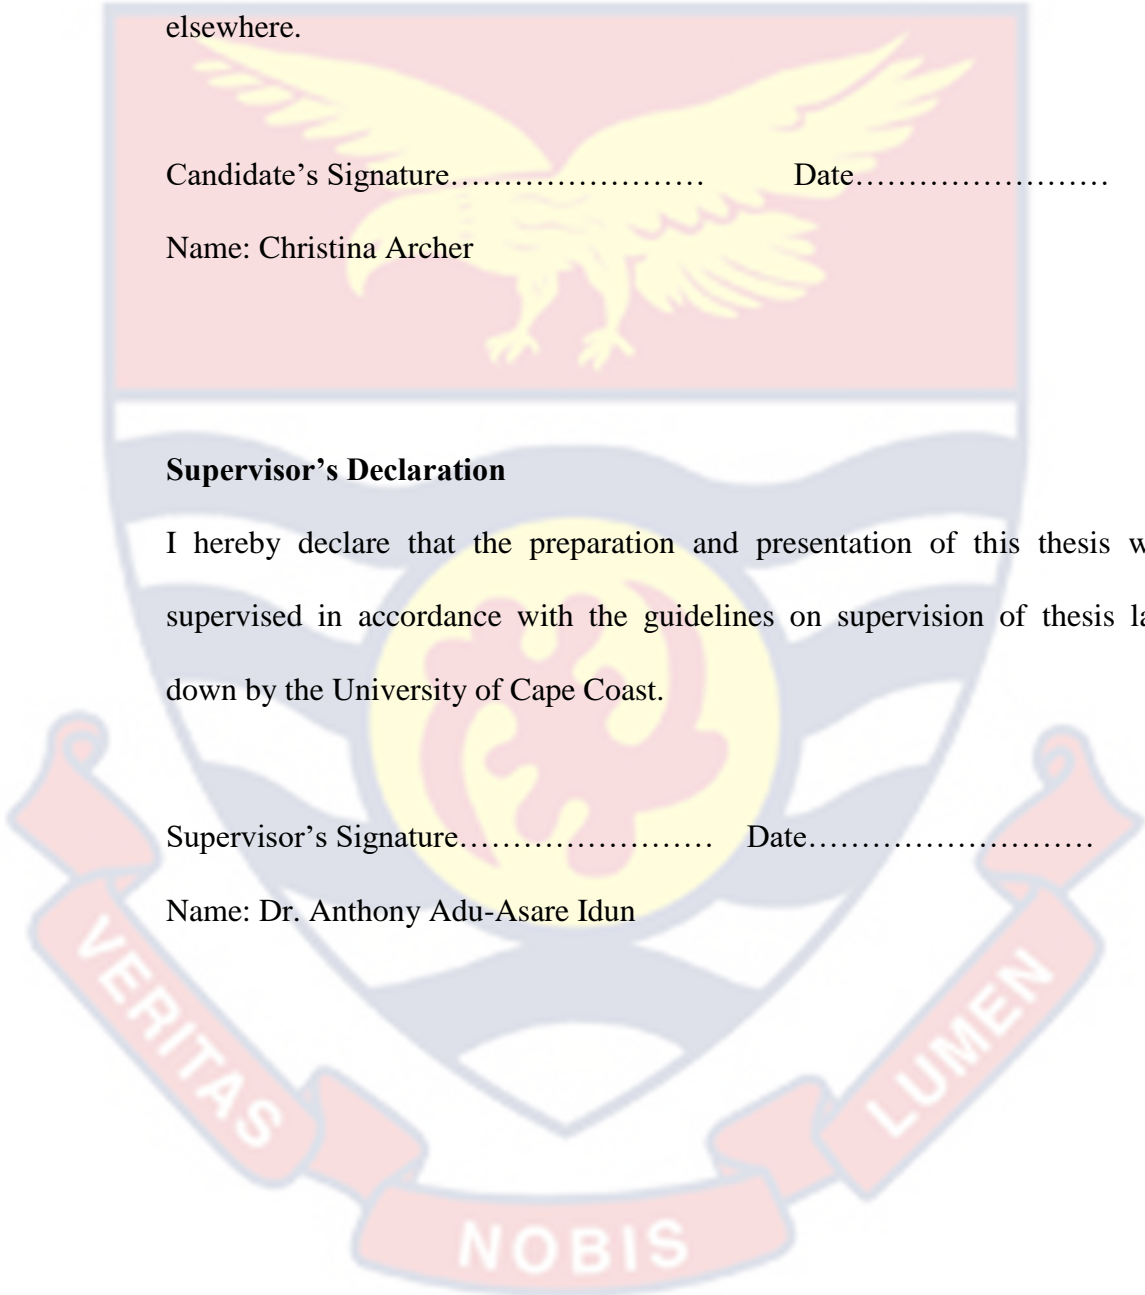 elsewhere.
Candidate’s Signature…………………… Date……………………
Name: Christina Archer
Supervisor’s Declaration
I hereby declare that the preparation and presentation of this thesis w
supervised in accordance with the guidelines on supervision of thesis la
down by the University of Cape Coast.
Supervisor’s Signature…………………… Date………………………
Name: Dr. Anthony Adu-Asare Idun
VERITAS
NOBIS
LUMEN